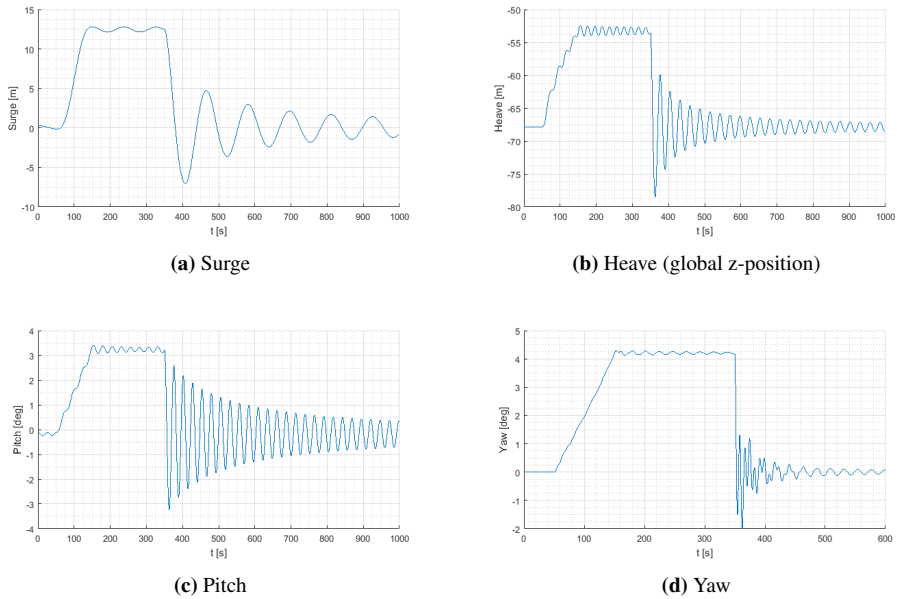 15
10
5
0
-5
-10
Surge [m]
0 100 200 300 400 500 600 700 800 900 1000
t [s]
(a) Surge
-50
-55
-60
-65
-70
-75
-80
Heave [m]
0 100 200 300 400 500 600 700 800 900 1000
t [s]
(b) Heave (global z-position)
4
3
2
1
0
-1
-2
-3
-4
Pitch [deg]
0 100 200 300 400 500 600 700 800 900 1000
t [s]
(c) Pitch
5
4
3
2
1
0
-1
-2
Yaw [deg]
0 100 200 300 400 500 600
t [s]
(d) Yaw